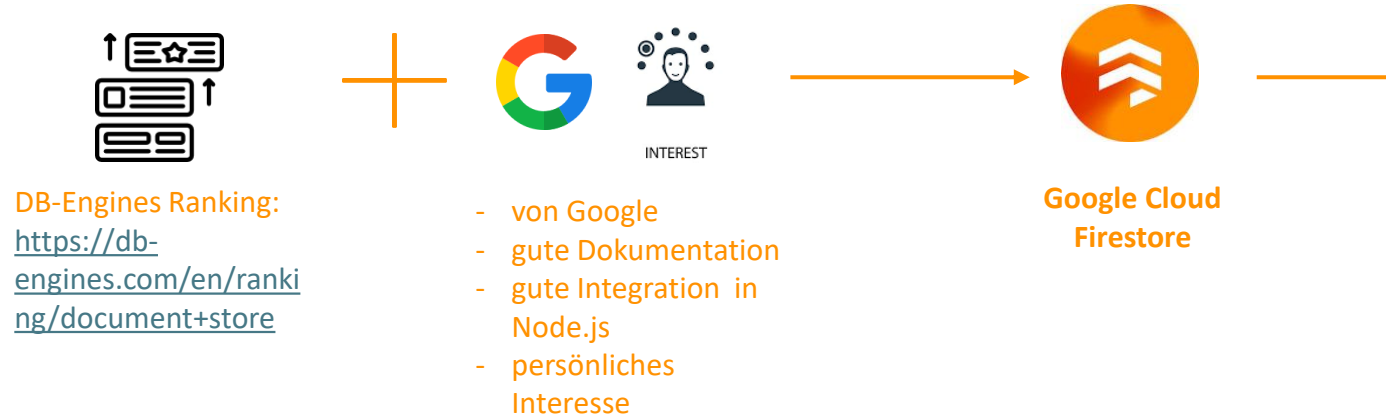 INTEREST
DB-Engines Ranking:
https://db-
engines.com/en/ranki
ng/document+store
- von Google
- gute Dokumentation
- gute Integration in
Node.js
- persönliches
Interesse
Google Cloud
Firestore